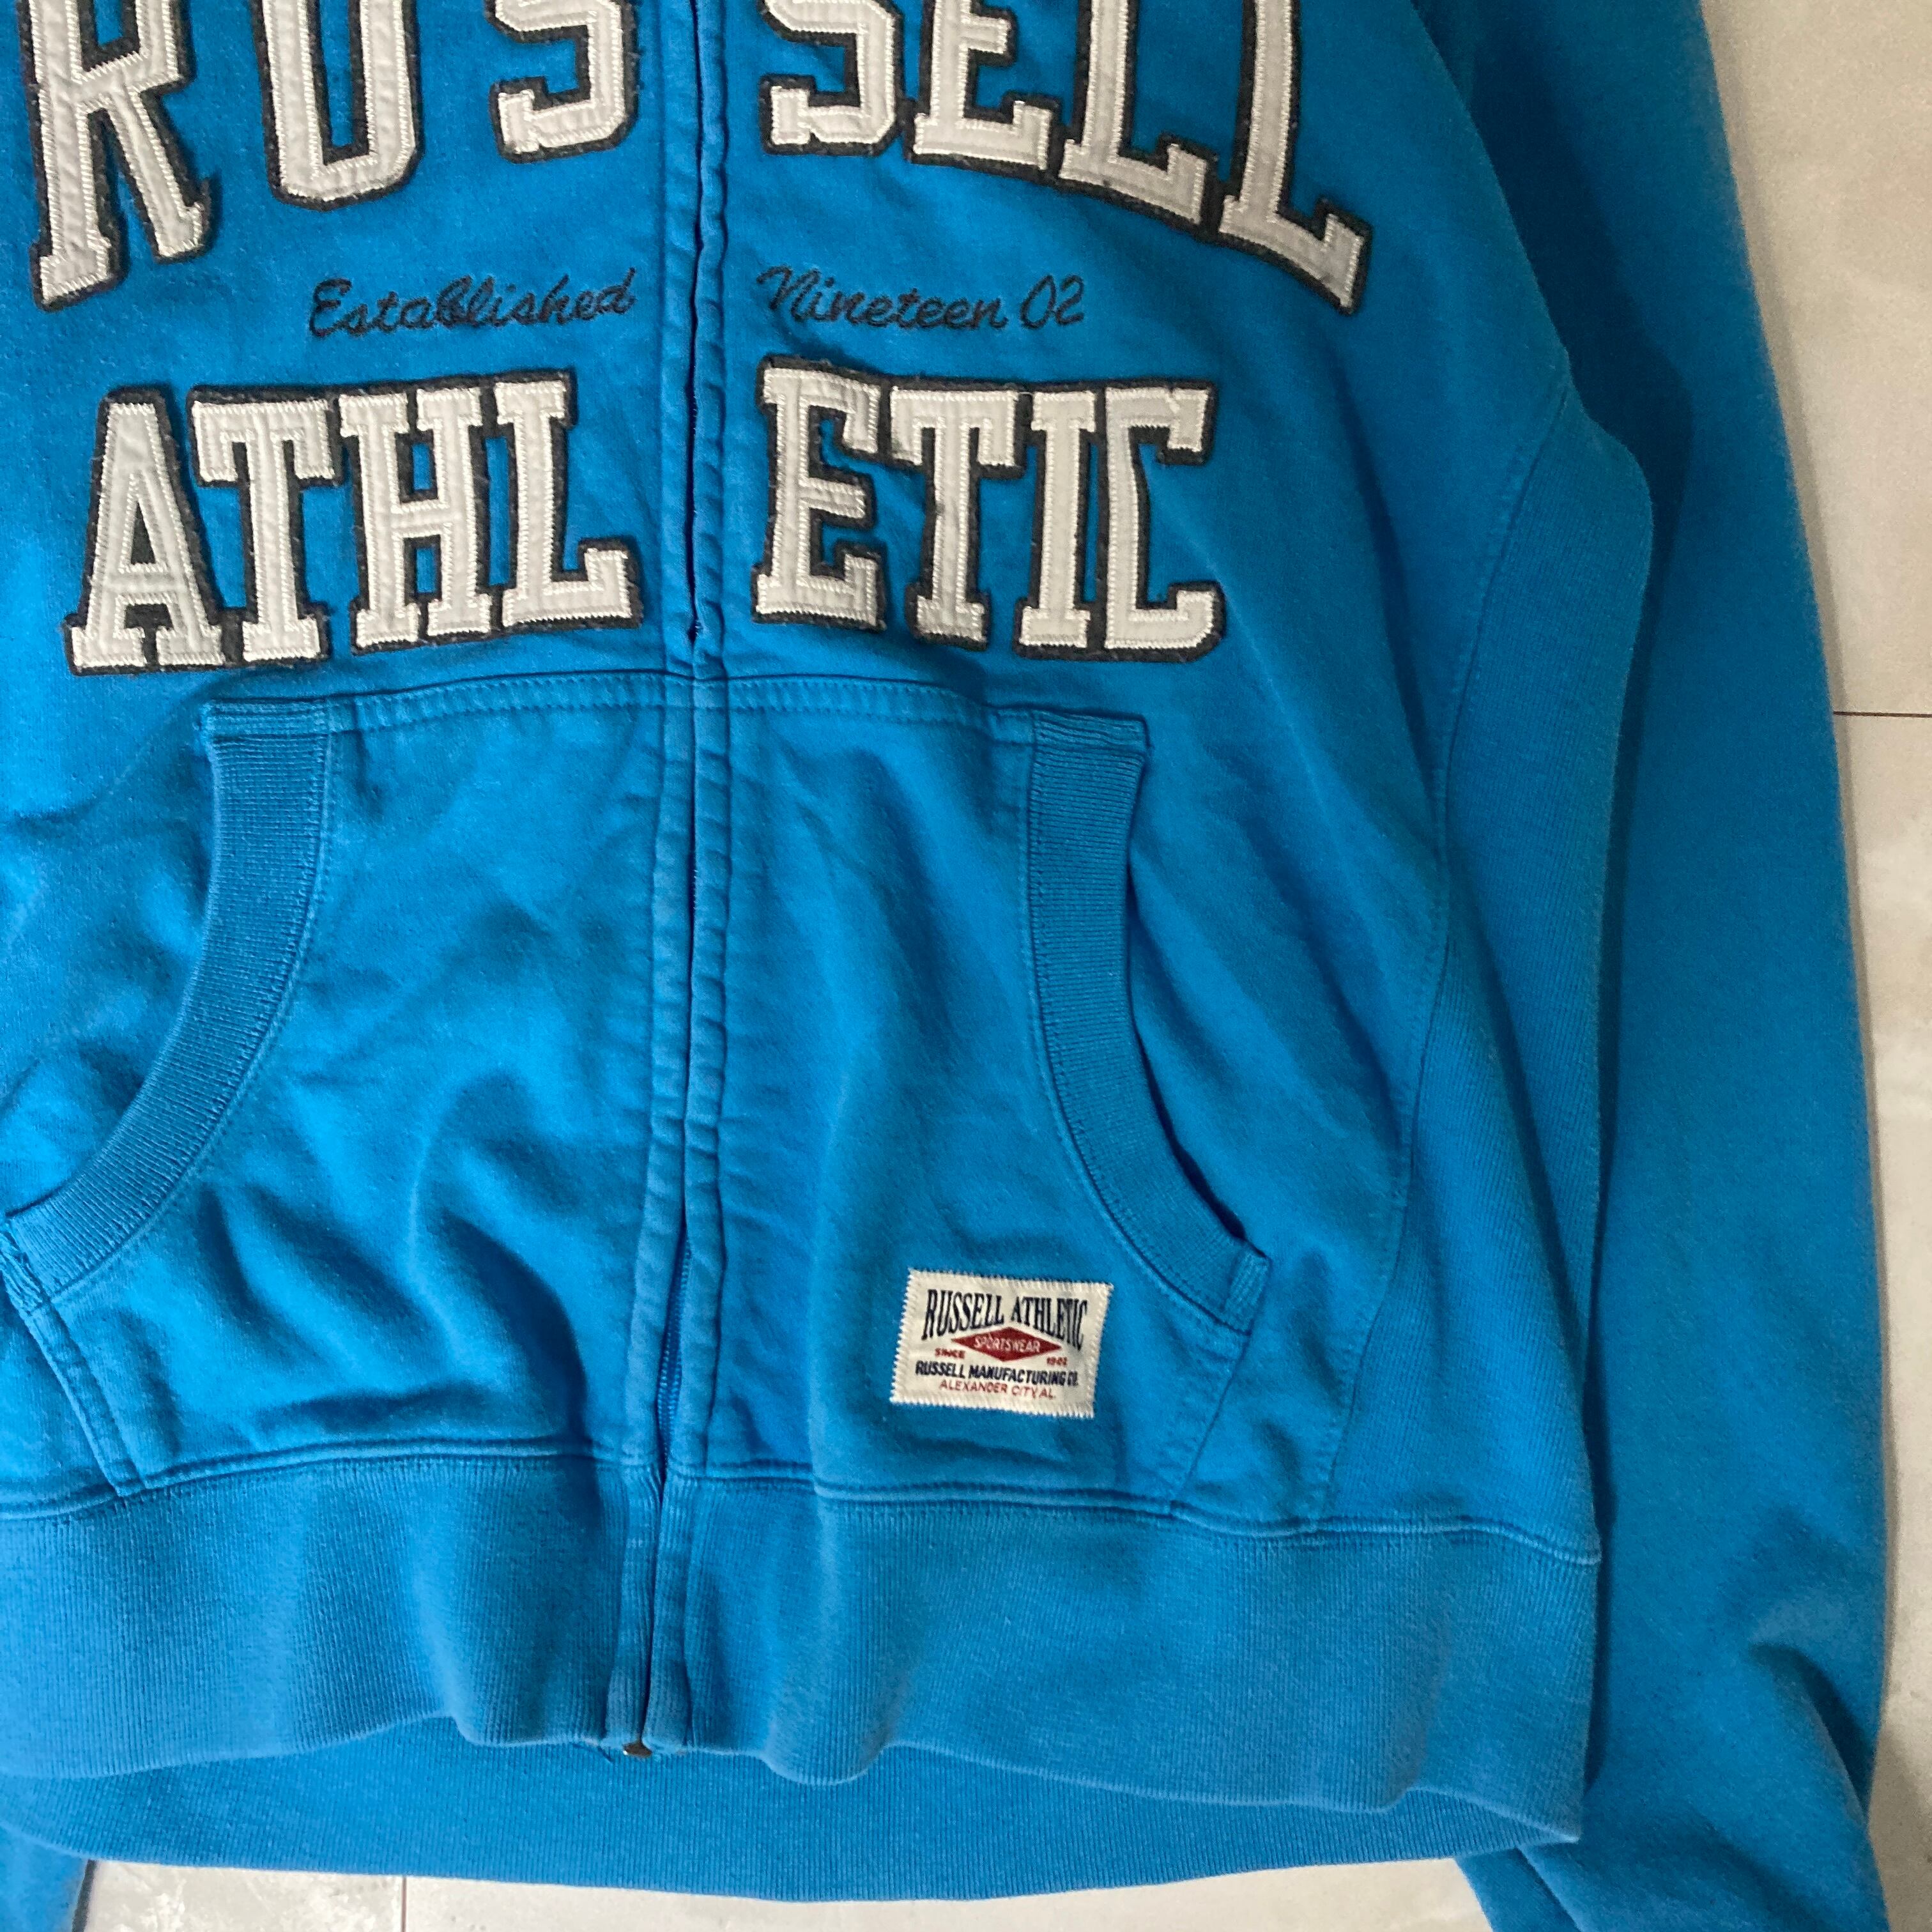 RUSSELL
Established Nineteen 02
ATHLETIC
RUSSELL ATHLETIC
SPORTSWEAR
SINCE 1902
RUSSELL MANUFACTURING CO.
ALEXANDER CITY AL.